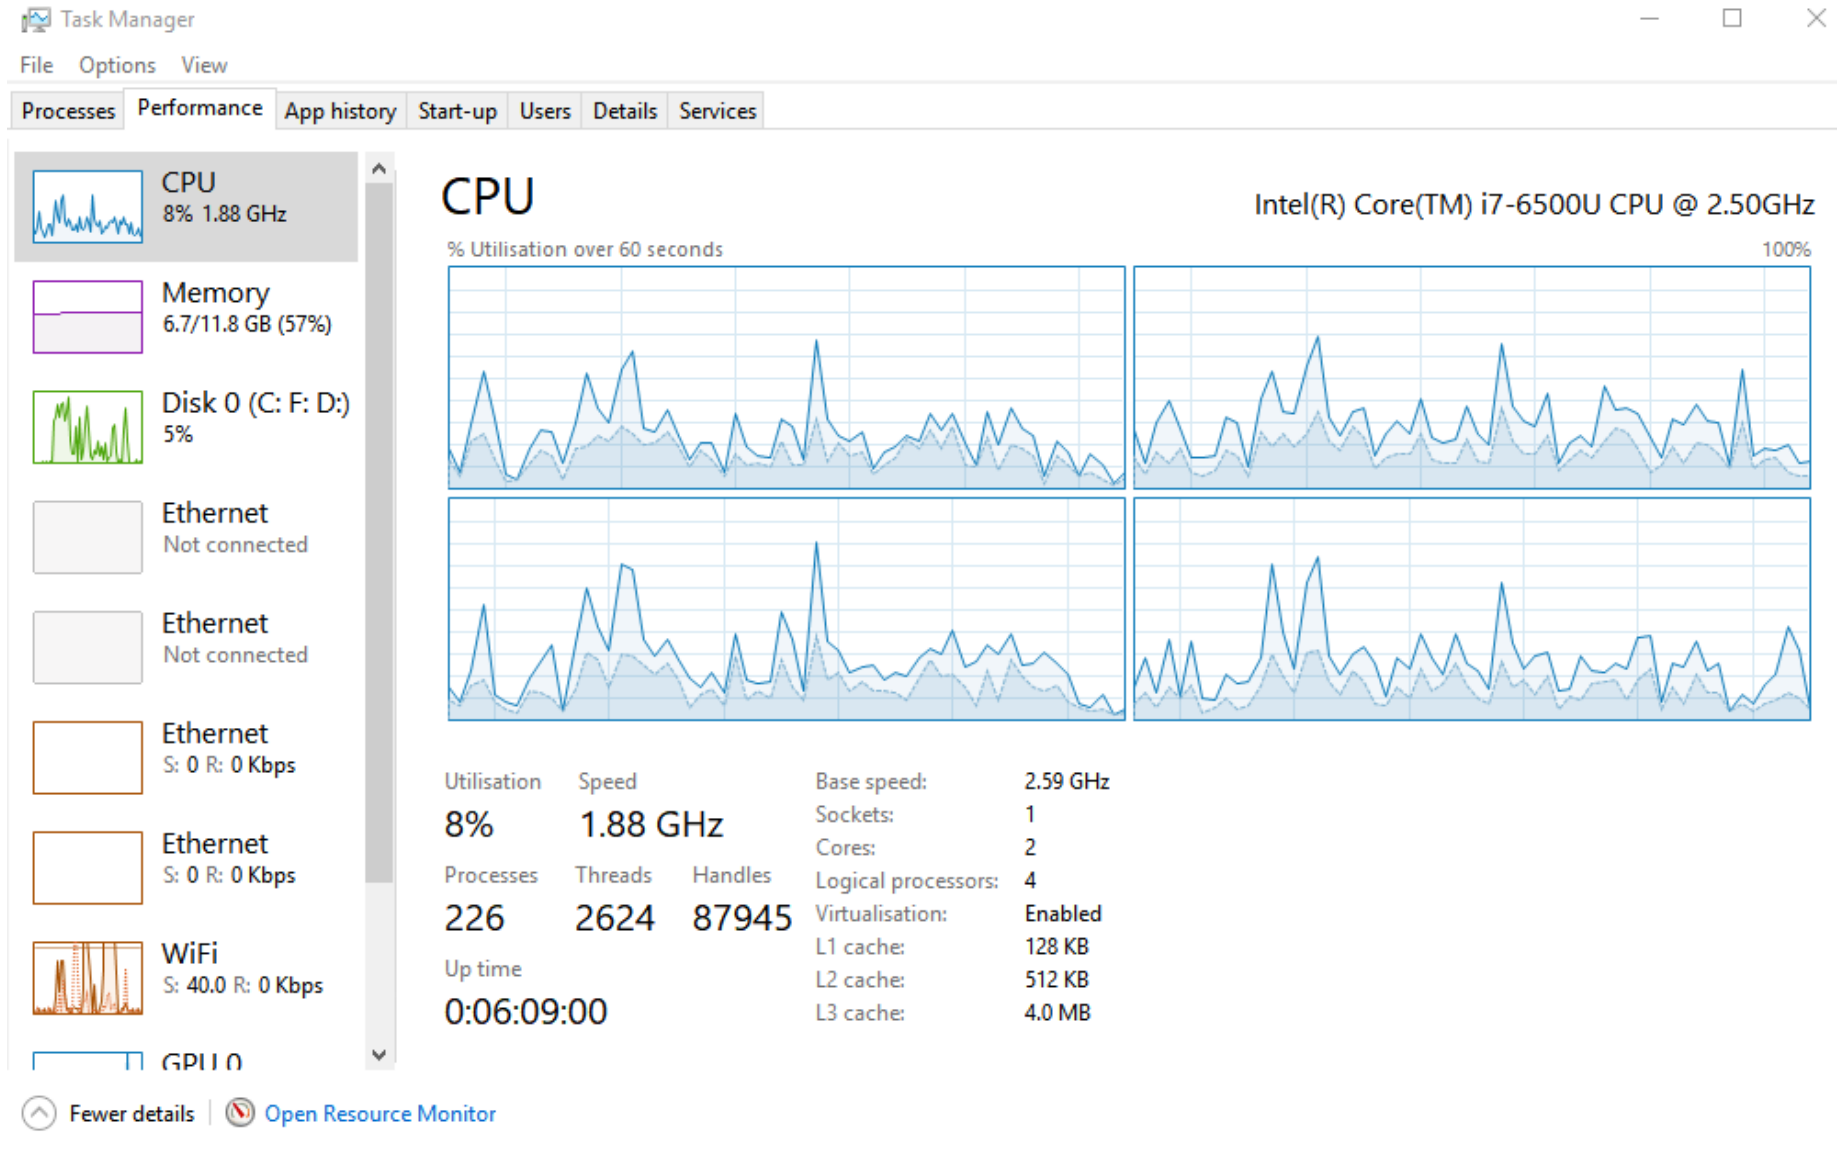 Task Manager
File Options View
Processes Performance App history Start-up Users Details Services
CPU
8% 1.88 GHz
Memory
6.7/11.8 GB (57%)
Disk 0 (C: F: D:)
5%
Ethernet
Not connected
Ethernet
Not connected
Ethernet
S: 0 R: 0 Kbps
Ethernet
S: 0 R: 0 Kbps
WiFi
S: 40.0 R: 0 Kbps
GPU 0
CPU
Intel(R) Core(TM) i7-6500U CPU @ 2.50GHz
% Utilisation over 60 seconds 100%
Utilisation Speed
8% 1.88 GHz
Processes Threads Handles
226 2624 87945
Up time
0:06:09:00
Base speed: 2.59 GHz
Sockets: 1
Cores: 2
Logical processors: 4
Virtualisation: Enabled
L1 cache: 128 KB
L2 cache: 512 KB
L3 cache: 4.0 MB
Fewer details Open Resource Monitor